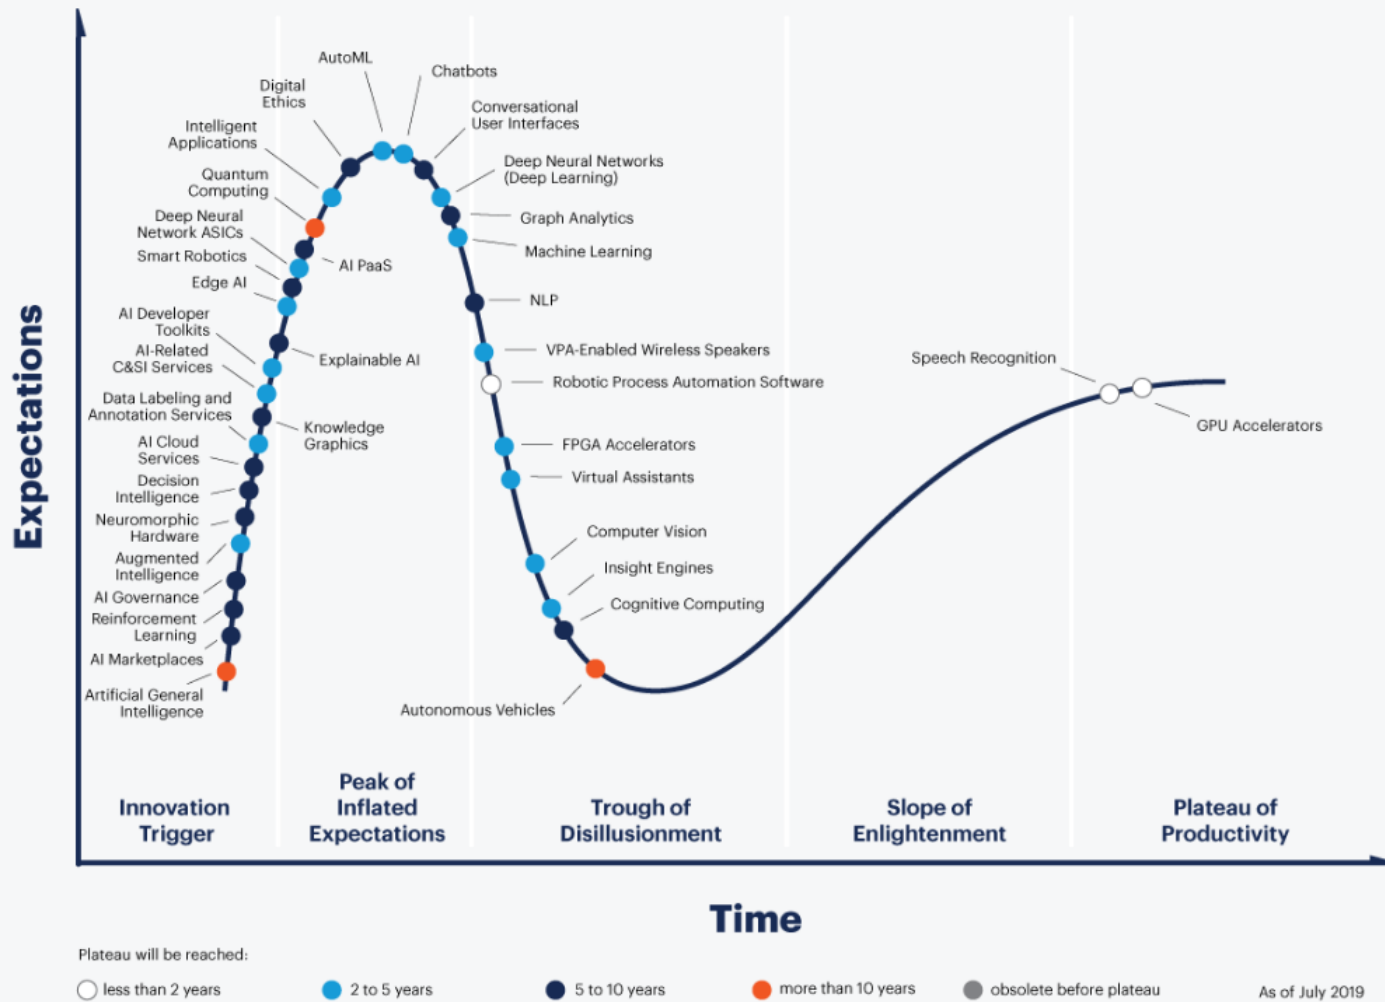 AutoML
Chatbots
Digital
Ethics
Conversational
User Interfaces
Intelligent
Applications
Deep Neural Networks
(Deep Learning)
Quantum
Computing
Graph Analytics
Deep Neural
Network ASICs
Machine Learning
Smart Robotics
AI PaaS
Edge AI
NLP
AI Developer
Toolkits
VPA-Enabled Wireless Speakers
AI-Related
C&SI Services
Explainable AI
Speech Recognition
Robotic Process Automation Software
Data Labeling and
Annotation Services
Knowledge
Graphics
GPU Accelerators
AI Cloud
Services
FPGA Accelerators
Decision
Intelligence
Virtual Assistants
Neuromorphic
Hardware
Computer Vision
Augmented
Intelligence
Insight Engines
AI Governance
Cognitive Computing
Reinforcement
Learning
AI Marketplaces
Artificial General
Intelligence
Autonomous Vehicles
Expectations
Innovation
Trigger
Peak of
Inflated
Expectations
Trough of
Disillusionment
Slope of
Enlightenment
Plateau of
Productivity
Time
Plateau will be reached:
less than 2 years
2 to 5 years
5 to 10 years
more than 10 years
obsolete before plateau
As of July 2019